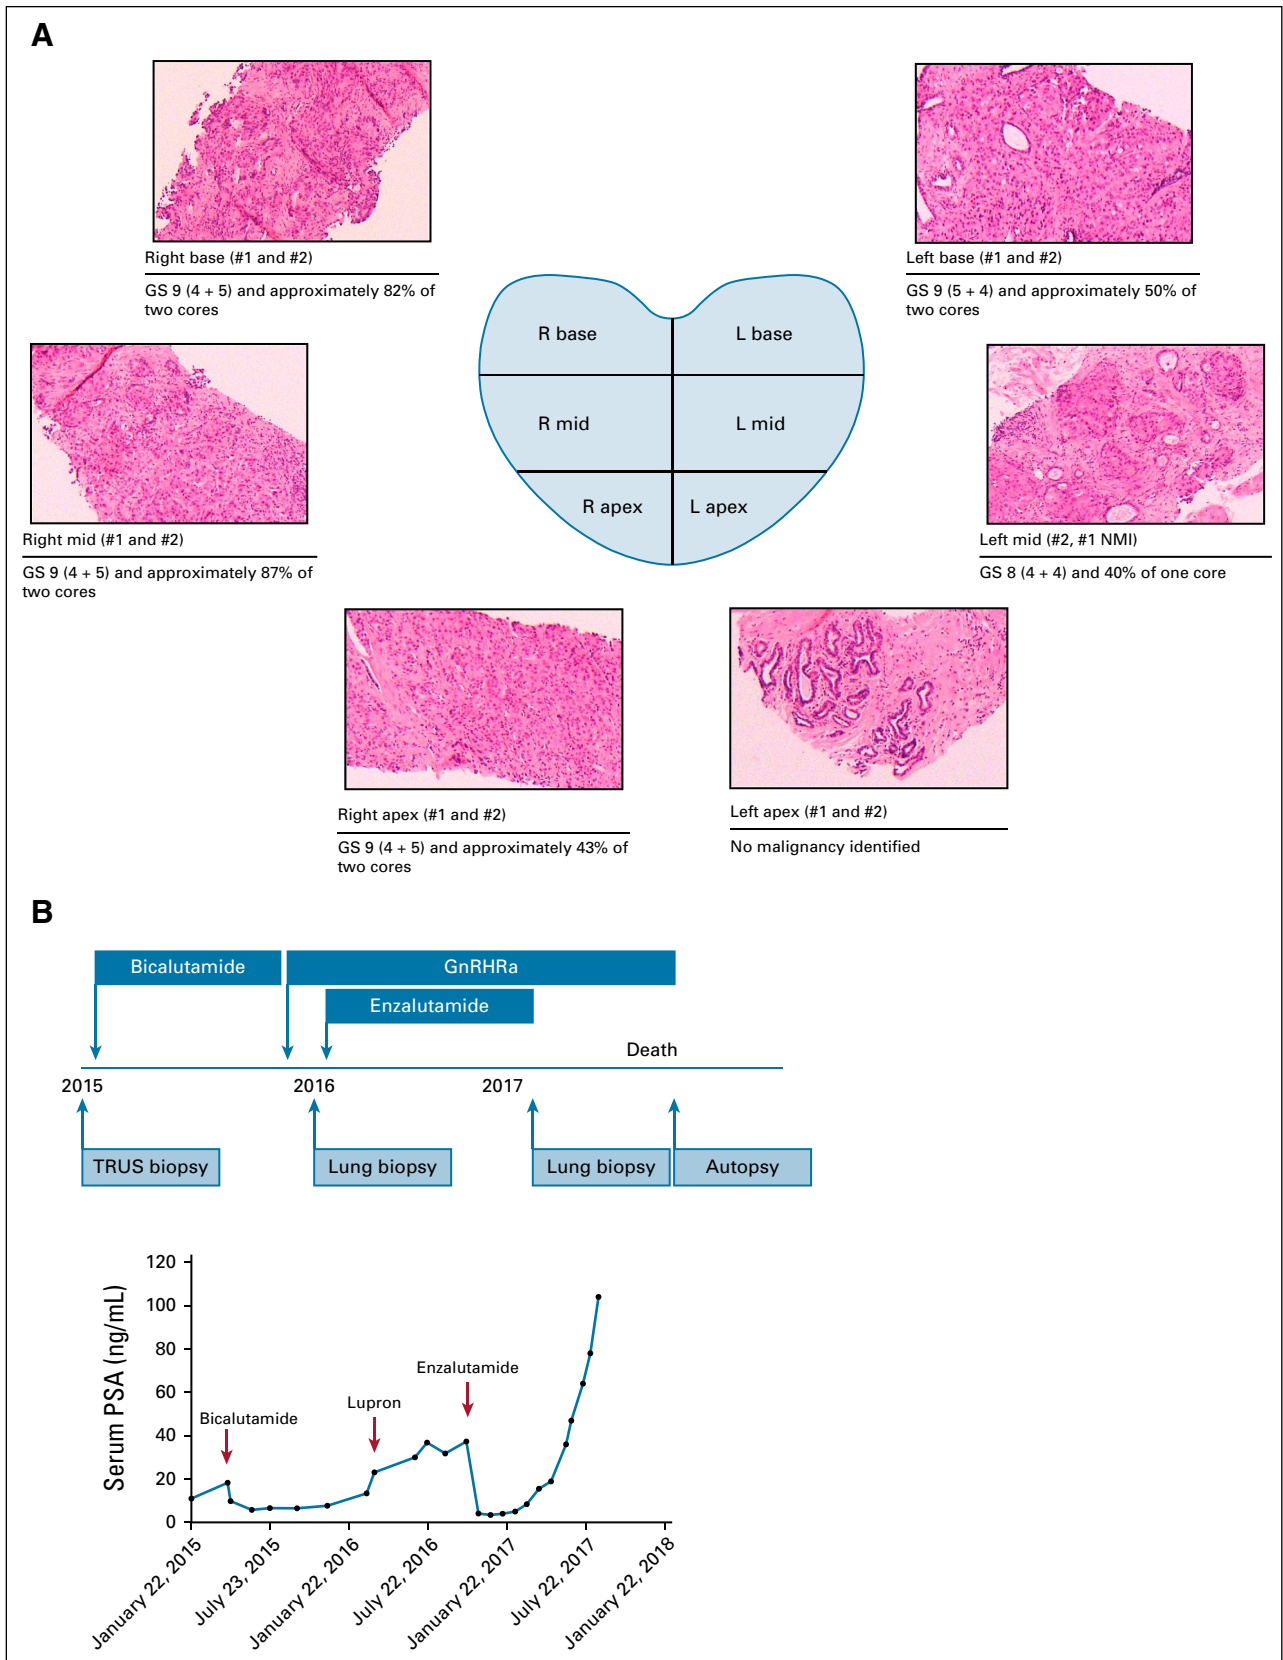 A
Right base (#1 and #2)
GS 9 (4 + 5) and approximately 82% of
two cores
Left base (#1 and #2)
GS 9 (5 + 4) and approximately 50% of
two cores
R base
L base
R mid
L mid
R apex
L apex
Right mid (#1 and #2)
GS 9 (4 + 5) and approximately 87% of
two cores
Left mid (#2, #1 NMI)
GS 8 (4 + 4) and 40% of one core
Right apex (#1 and #2)
GS 9 (4 + 5) and approximately 43% of
two cores
Left apex (#1 and #2)
No malignancy identified
B
Bicalutamide
GnRHRa
Enzalutamide
Death
2015
2016
2017
TRUS biopsy
Lung biopsy
Lung biopsy
Autopsy
Serum PSA (ng/mL)
120
100
80
60
40
20
0
Bicalutamide
Lupron
Enzalutamide
January 22, 2015
July 23, 2015
January 22, 2016
July 22, 2016
January 22, 2017
July 22, 2017
January 22, 2018